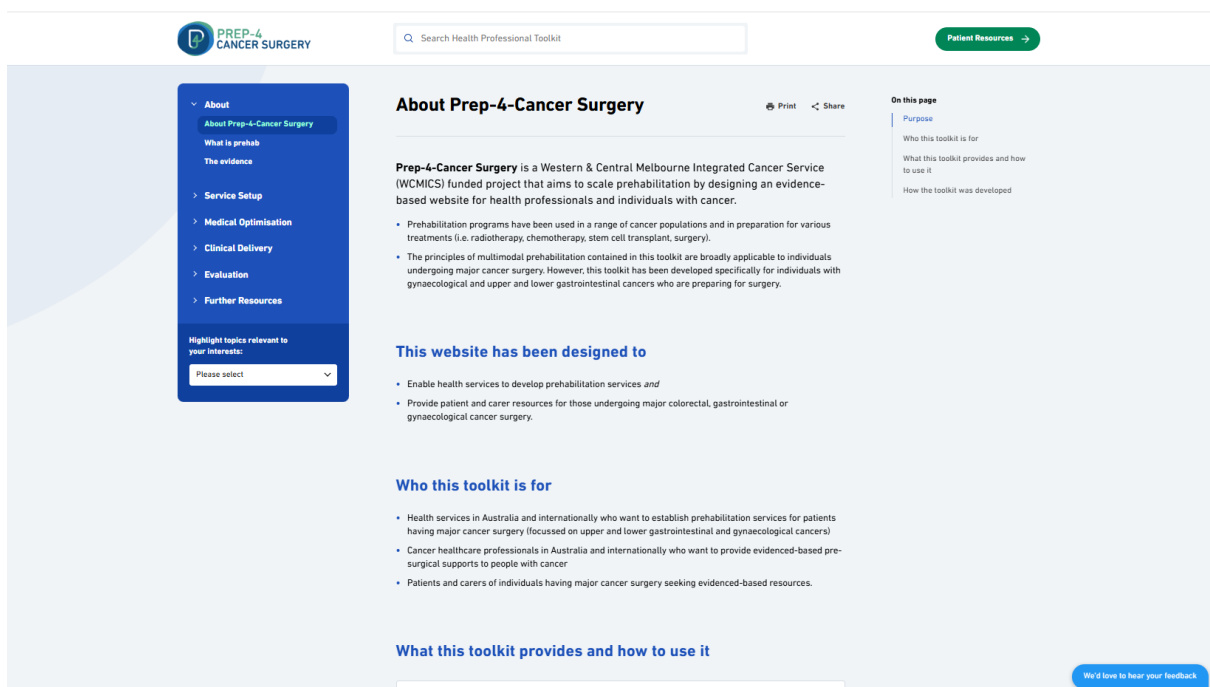 PREP-4
CANCER SURGERY
Search Health Professional Toolkit
Patient Resources
About
About Prep-4-Cancer Surgery
What is prehab
The evidence
Service Setup
Medical Optimisation
Clinical Delivery
Evaluation
Further Resources
Highlight topics relevant to
your interests:
Please select
About Prep-4-Cancer Surgery
Print
Share
Prep-4-Cancer Surgery is a Western & Central Melbourne Integrated Cancer Service
(WCMICS) funded project that aims to scale prehabilitation by designing an evidence-
based website for health professionals and individuals with cancer.
• Prehabilitation programs have been used in a range of cancer populations and in preparation for various
treatments (i.e. radiotherapy, chemotherapy, stem cell transplant, surgery).
• The principles of multimodal prehabilitation contained in this toolkit are broadly applicable to individuals
undergoing major cancer surgery. However, this toolkit has been developed specifically for individuals with
gynaecological and upper and lower gastrointestinal cancers who are preparing for surgery.
This website has been designed to
• Enable health services to develop prehabilitation services and
• Provide patient and carer resources for those undergoing major colorectal, gastrointestinal or
gynaecological cancer surgery.
Who this toolkit is for
• Health services in Australia and internationally who want to establish prehabilitation services for patients
having major cancer surgery (focussed on upper and lower gastrointestinal and gynaecological cancers)
• Cancer healthcare professionals in Australia and internationally who want to provide evidenced-based pre-
surgical supports to people with cancer
• Patients and carers of individuals having major cancer surgery seeking evidenced-based resources.
What this toolkit provides and how to use it
On this page
Purpose
Who this toolkit is for
What this toolkit provides and how
to use it
How the toolkit was developed
We'd love to hear your feedback